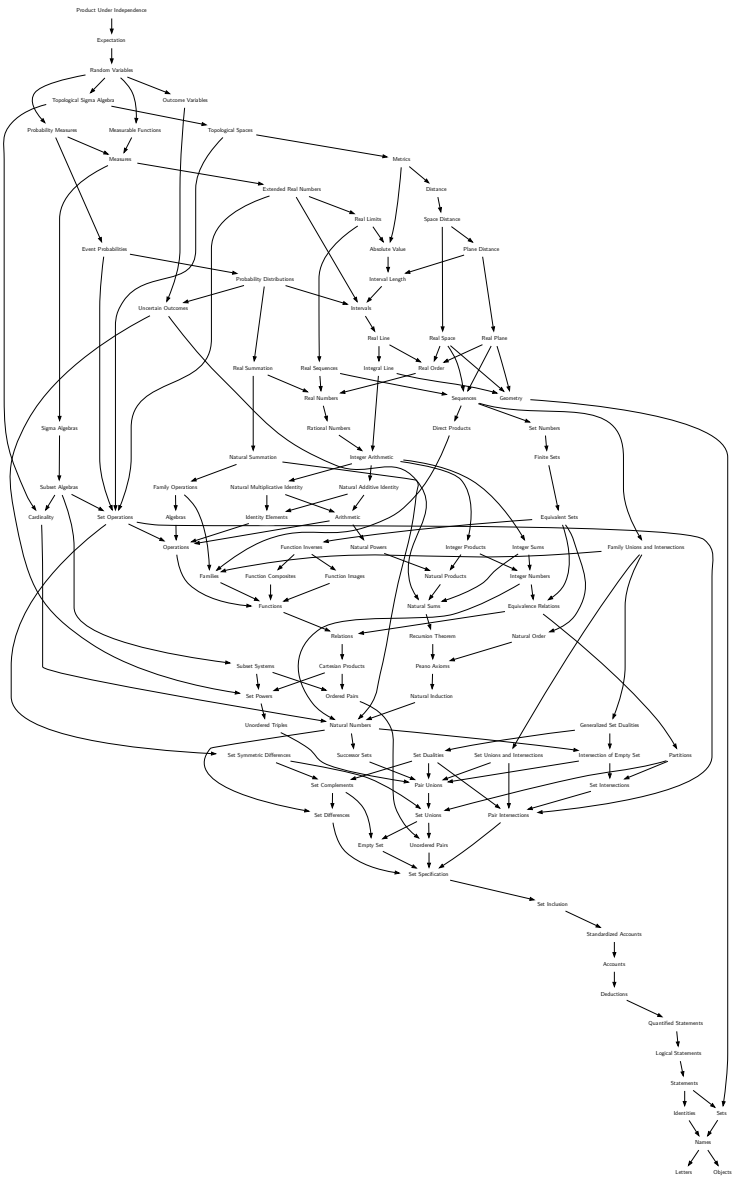 Product Under Independence
Expectation
Random Variables
Topological Sigma Algebra
Outcome Variables
Probability Measures
Measurable Functions
Topological Spaces
Measures
Metrics
Extended Real Numbers
Distance
Real Limits
Space Distance
Event Probabilities
Absolute Value
Plane Distance
Probability Distributions
Interval Length
Uncertain Outcomes
Intervals
Real Line
Real Space
Real Plane
Real Summation
Real Sequences
Integral Line
Real Order
Real Numbers
Sequences
Geometry
Sigma Algebras
Rational Numbers
Direct Products
Set Numbers
Natural Summation
Integer Arithmetic
Finite Sets
Subset Algebras
Family Operations
Natural Multiplicative Identity
Natural Additive Identity
Cardinality
Set Operations
Algebras
Identity Elements
Arithmetic
Equivalent Sets
Operations
Function Inverses
Natural Powers
Integer Products
Integer Sums
Family Unions and Intersections
Families
Function Composites
Function Images
Natural Products
Integer Numbers
Functions
Natural Sums
Equivalence Relations
Relations
Recursion Theorem
Natural Order
Subset Systems
Cartesian Products
Peano Axioms
Set Powers
Ordered Pairs
Natural Induction
Unordered Triples
Natural Numbers
Generalized Set Dualities
Set Symmetric Differences
Successor Sets
Set Dualities
Set Unions and Intersections
Intersection of Empty Set
Partitions
Set Complements
Pair Unions
Set Intersections
Set Differences
Set Unions
Pair Intersections
Empty Set
Unordered Pairs
Set Specification
Set Inclusion
Standardized Accounts
Accounts
Deductions
Quantified Statements
Logical Statements
Statements
Identities
Sets
Names
Letters
Objects